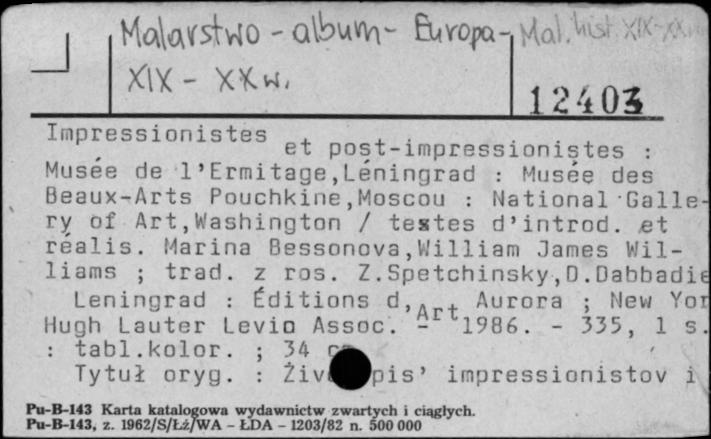 Malarstwo - album - Europa - Mal. hist. XIX-XX
XIX - XX w.
12403
Impressionistes et post-impressionistes :
Musée de l'Ermitage,Léningrad : Musée des
Beaux-Arts Pouchkine,Moscou : National Galle-
ry of Art,Washington / textes d'introd. et
réalis. Marina Bessonova,William James Wil-
liams ; trad. z ros. Z.Spetchinsky,D.Dabbadie
Leningrad : Éditions d,Art Aurora ; New Yor
Hugh Lauter Levin Assoc. - 1986. - 335, 1 s.
: tabl.kolor. ; 34
Tytuł oryg. : Živ pis' impressionistov i
Pu-B-143 Karta katalogowa wydawnictw zwartych i ciągłych.
Pu-B-143, z. 1962/S/Łż/WA - ŁDA - 1203/82 n. 500 000